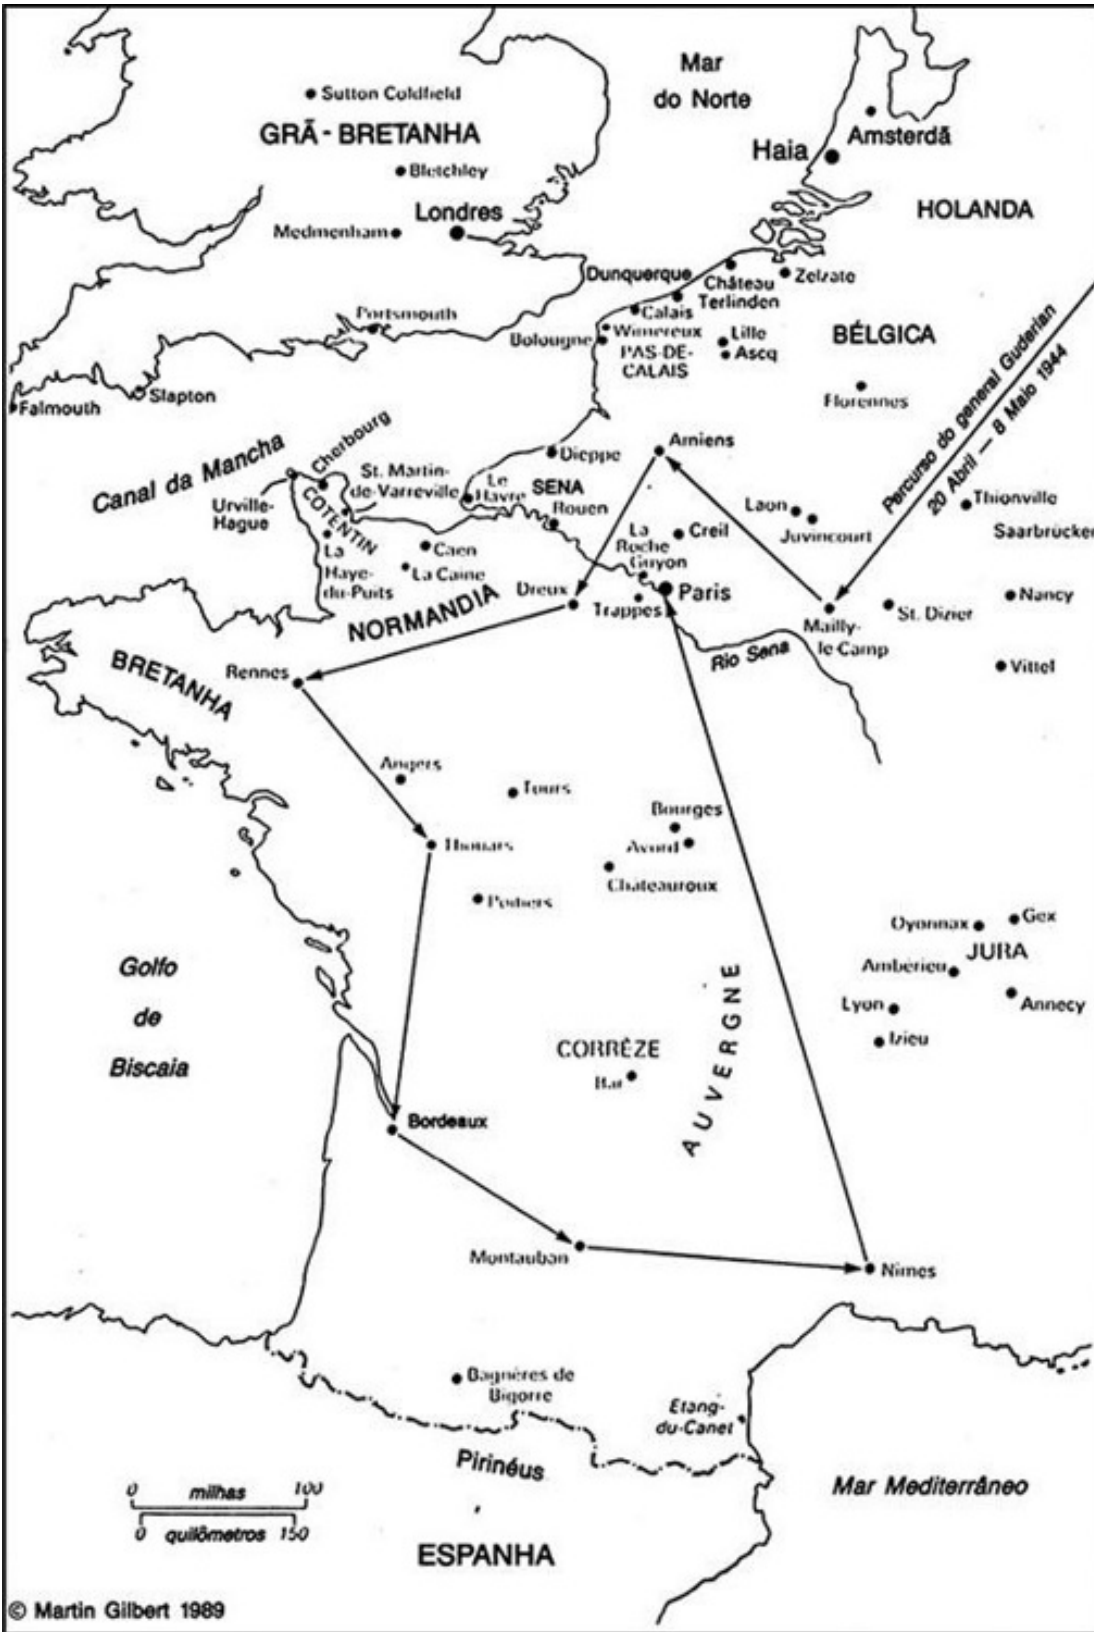 Mar
do Norte
Sutton Coldfield
GRÃ - BRETANHA
Amsterdã
Haia
Bletchley
Londres
HOLANDA
Medmenham
Dunquerque
Château
Terlinden
Zelzate
Calais
Portsmouth
Wimereux
Lille
Bolougne
PAS-DE-
CALAIS
Ascq
BÉLGICA
Slapton
Falmouth
Florennes
Percurso do general Guderian
20 Abril — 8 Maio 1944
Canal da Mancha
Cherbourg
Dieppe
Amiens
St. Martin-
de-Varreville
Le
Havre
SENA
Urville-
Hague
COTENTIN
Rouen
Laon
Juvincourt
Thionville
Saarbrücken
La
Roche
Guyon
Creil
Caen
La
Haye-
du-Puits
La Caine
NORMANDIA
Dreux
Trappes
Paris
Mailly-
le Camp
St. Dizier
Nancy
Rio Sena
BRETANHA
Rennes
Vittel
Angers
Tours
Bourges
Thouars
Avord
Châteauroux
Poitiers
Oyonnax
Gex
JURA
Ambérieu
Annecy
Lyon
Izieu
Golfo
de
Biscaia
CORRÊZE
Bar
AUVERGNE
Bordeaux
Montauban
Nimes
Bagnères de
Bigorre
Etang-
du-Canet
Pirinéus
Mar Mediterrâneo
0 milhas 100
0 quilômetros 150
ESPANHA
© Martin Gilbert 1989